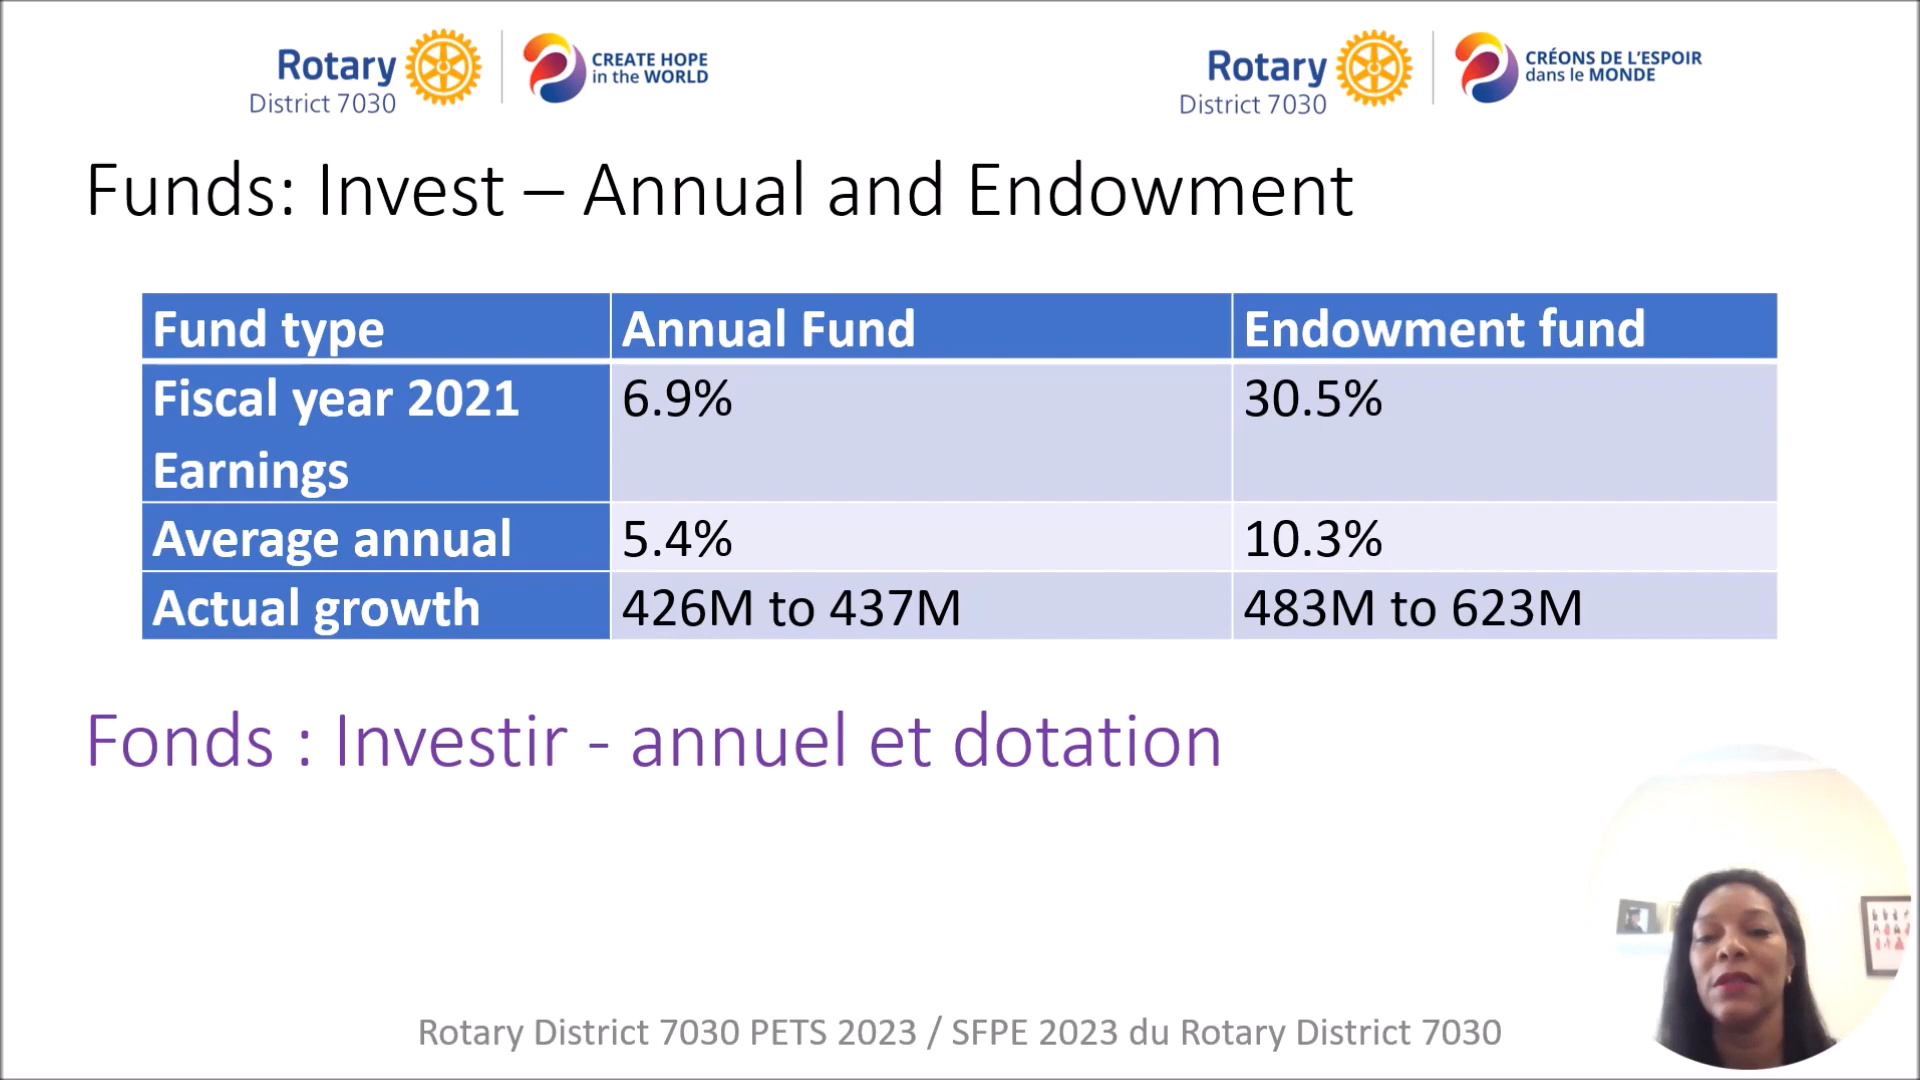 Rotary
District 7030
CREATE HOPE
in the WORLD
Rotary
District 7030
CRÉONS DE L'ESPOIR
dans le MONDE
Funds: Invest – Annual and Endowment
Fund type Annual Fund Endowment fund
Fiscal year 2021 6.9% 30.5%
Earnings
Average annual 5.4% 10.3%
Actual growth 426M to 437M 483M to 623M
Fonds : Investir - annuel et dotation
Rotary District 7030 PETS 2023 / SFPE 2023 du Rotary District 7030